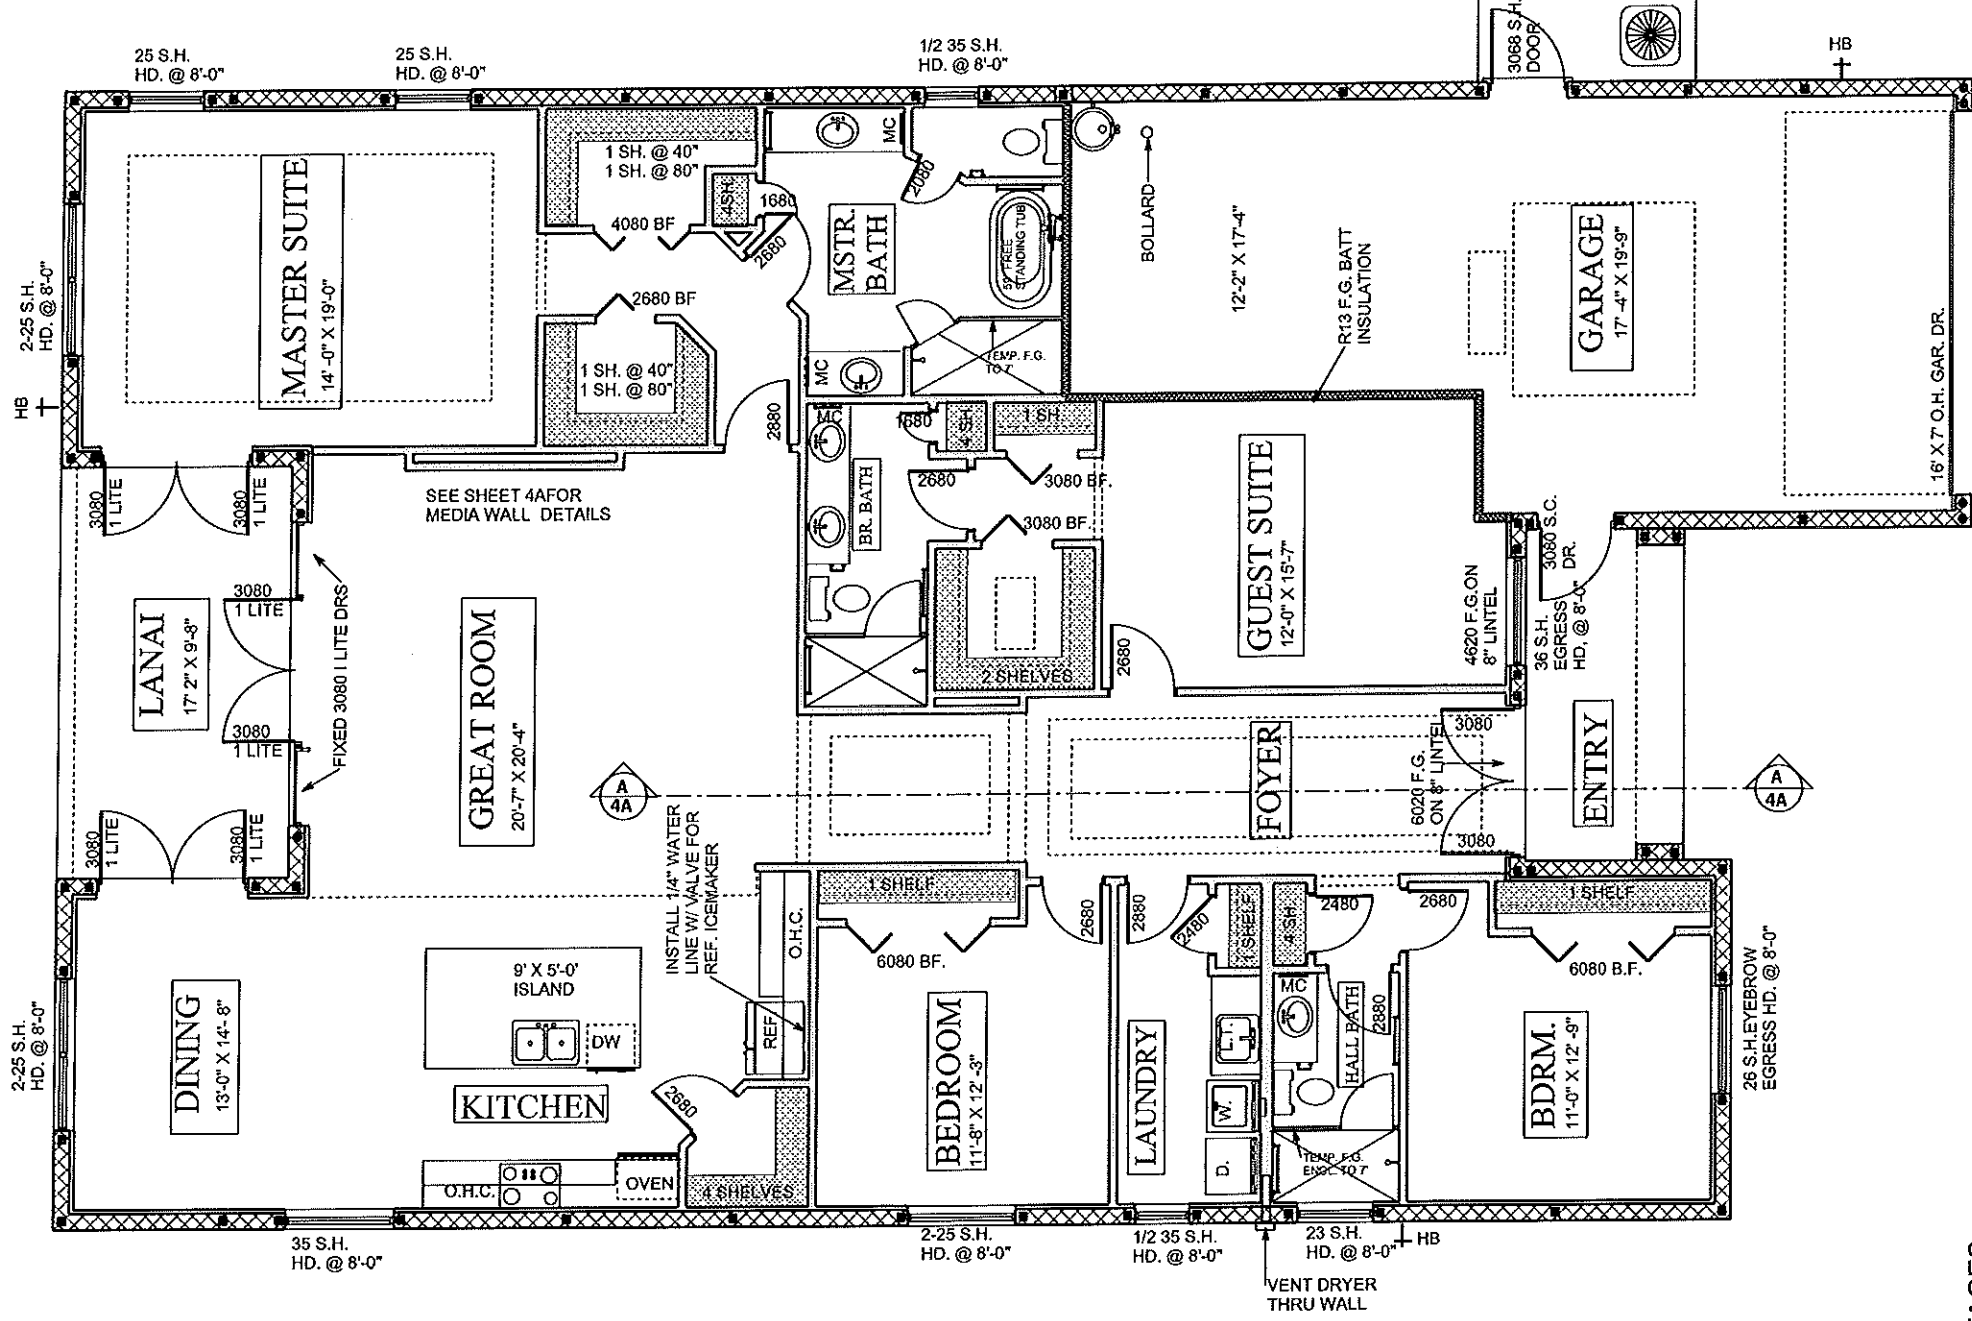 25 S.H.
HD. @ 8'-0"
25 S.H.
HD. @ 8'-0"
1/2 35 S.H.
HD. @ 8'-0"
3068 S.H.
DOOR
HB
2-25 S.H.
HD. @ 8'-0"
HB
MASTER SUITE
14'-0" X 19'-0"
1 SH. @ 40"
1 SH. @ 80"
4SH.
1680
4080 BF
2680
2680 BF
1 SH. @ 40"
1 SH. @ 80"
2880
MC
2080
MSTR.
BATH
59" FREE
STANDING TUB
MC
TEMP. F.G.
TO 7'
BOLLARD
12'-2" X 17'-4"
R13 F.G. BATT
INSULATION
GARAGE
17'-4" X 19'-9"
16' X 7' O.H. GAR. DR.
3080
1 LITE
3080
1 LITE
SEE SHEET 4AFOR
MEDIA WALL DETAILS
LANAI
17' 2" X 9'-8"
3080
1 LITE
3080
1 LITE
FIXED 3080 I LITE DRS
3080
1 LITE
3080
1 LITE
GREAT ROOM
20'-7" X 20'-4"
MC
1680
4 SH.
1 SH.
BR. BATH
2680
3080 BF.
3080 BF.
2 SHELVES
2680
GUEST SUITE
12'-0" X 15'-7"
4620 F.G.ON
8" LINTEL
36 S.H.
EGRESS
HD, @ 8'-0"
3080 S.C.
DR.
A
4A
FOYER
3080
6020 F.G.
ON 8" LINTEL
3080
ENTRY
A
4A
INSTALL 1/4" WATER
LINE W/ VALVE FOR
REF. ICEMAKER
2-25 S.H.
HD. @ 8'-0"
DINING
13'-0" X 14'- 8"
9' X 5'-0'
ISLAND
DW
KITCHEN
REF.
O.H.C.
2680
O.H.C.
OVEN
4 SHELVES
1 SHELF
6080 BF.
2680
BEDROOM
11'-8" X 12' -3"
2880
2480
1 SHELF
L.T.
LAUNDRY
W.
D.
4 SH.
2480
MC
HALL BATH
2880
TEMP. F.G.
ENCL. TO 7'
2680
1 SHELF
6080 B.F.
BDRM.
11'-0" X 12' -9"
26 S.H.EYEBROW
EGRESS HD. @ 8'-0"
35 S.H.
HD. @ 8'-0"
2-25 S.H.
HD. @ 8'-0"
1/2 35 S.H.
HD. @ 8'-0"
23 S.H.
HD. @ 8'-0"
HB
VENT DRYER
THRU WALL